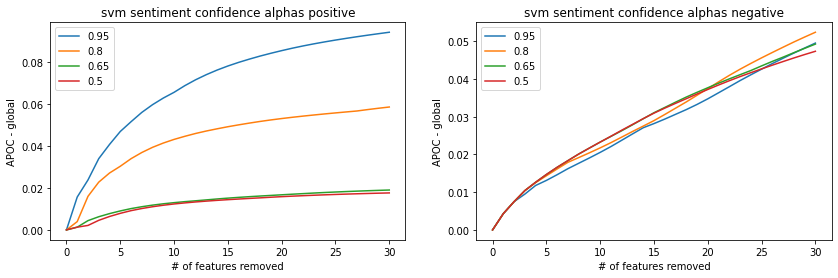 svm sentiment confidence alphas positive
0.95
0.8
0.65
0.5
APOC - global
0.08
0.06
0.04
0.02
0.00
0 5 10 15 20 25 30
# of features removed
svm sentiment confidence alphas negative
0.95
0.8
0.65
0.5
APOC - global
0.05
0.04
0.03
0.02
0.01
0.00
0 5 10 15 20 25 30
# of features removed